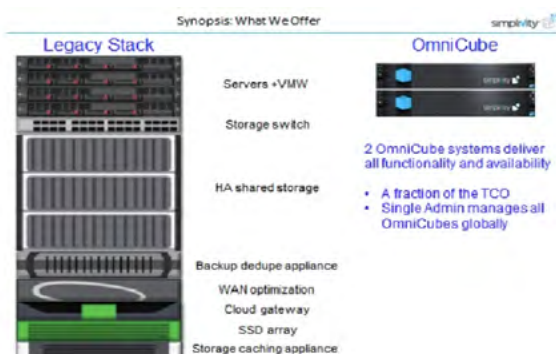 Synopsis: What We Offer
simplivity
Legacy Stack
Servers +VMW
Storage switch
HA shared storage
Backup dedupe appliance
WAN optimization
Cloud gateway
SSD array
Storage caching appliance
OmniCube
simplivity
simplivity
2 OmniCube systems deliver
all functionality and availability
• A fraction of the TCO
• Single Admin manages all
OmniCubes globally